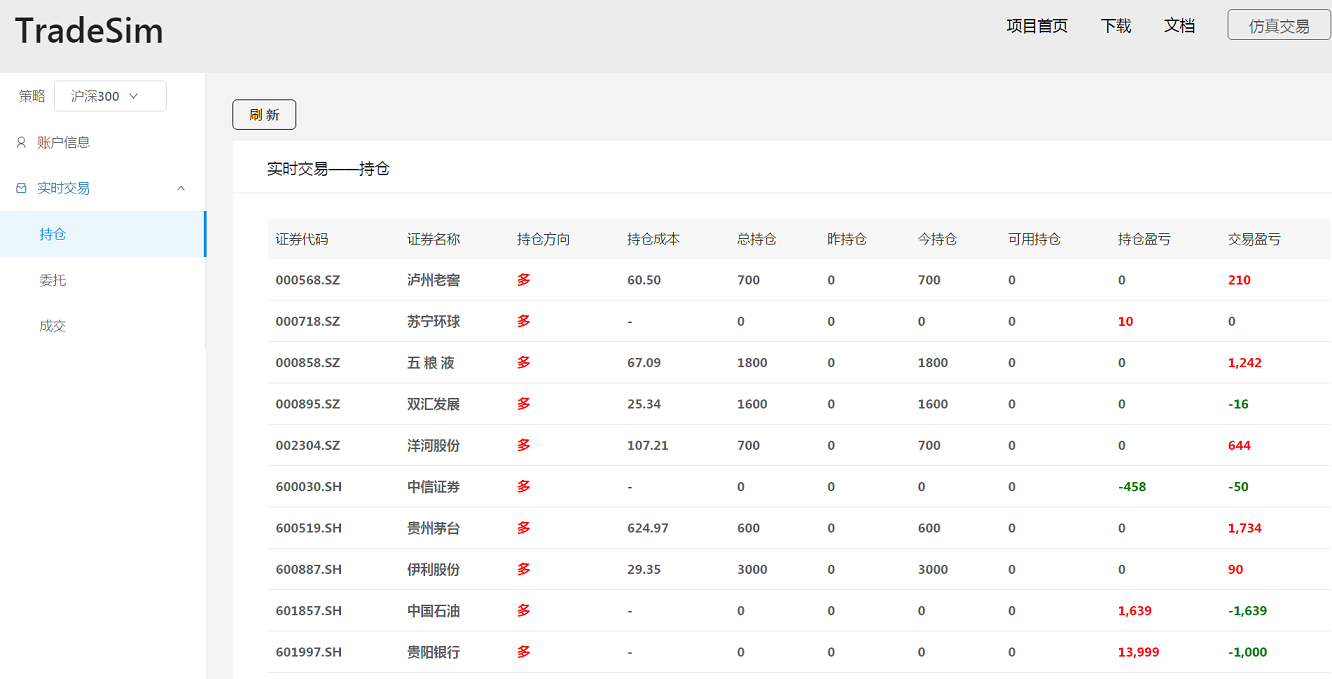 TradeSim
项目首页 下载 文档 仿真交易
策略 沪深300
账户信息
实时交易
持仓
委托
成交
刷 新
实时交易——持仓
证券代码 证券名称 持仓方向 持仓成本 总持仓 昨持仓 今持仓 可用持仓 持仓盈亏 交易盈亏
000568.SZ 泸州老窖 多 60.50 700 0 700 0 0 210
000718.SZ 苏宁环球 多 - 0 0 0 0 10 0
000858.SZ 五 粮 液 多 67.09 1800 0 1800 0 0 1,242
000895.SZ 双汇发展 多 25.34 1600 0 1600 0 0 -16
002304.SZ 洋河股份 多 107.21 700 0 700 0 0 644
600030.SH 中信证券 多 - 0 0 0 0 -458 -50
600519.SH 贵州茅台 多 624.97 600 0 600 0 0 1,734
600887.SH 伊利股份 多 29.35 3000 0 3000 0 0 90
601857.SH 中国石油 多 - 0 0 0 0 1,639 -1,639
601997.SH 贵阳银行 多 - 0 0 0 0 13,999 -1,000